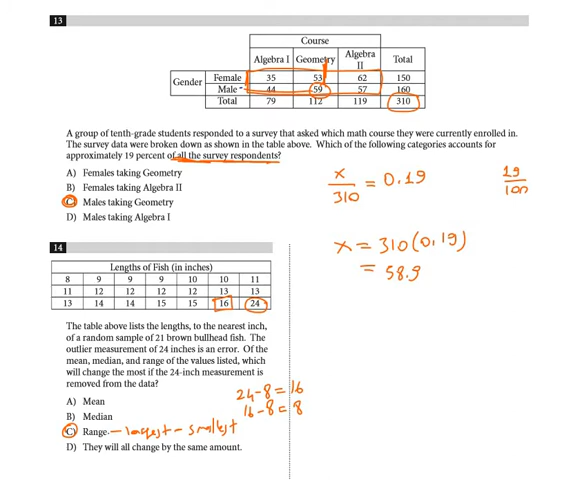 13
Course
Algebra I Geometry Algebra II Total
Gender Female 35 53 62 150
Male 44 59 57 160
Total 79 112 119 310
A group of tenth-grade students responded to a survey that asked which math course they were currently enrolled in.
The survey data were broken down as shown in the table above. Which of the following categories accounts for
approximately 19 percent of all the survey respondents?
A) Females taking Geometry
B) Females taking Algebra II
C) Males taking Geometry
D) Males taking Algebra I
x/310 = 0.19
19/100
x = 310(0.19)
= 58.9
14
Lengths of Fish (in inches)
8 9 9 9 10 10 11
11 12 12 12 12 13 13
13 14 14 15 15 16 24
The table above lists the lengths, to the nearest inch,
of a random sample of 21 brown bullhead fish. The
outlier measurement of 24 inches is an error. Of the
mean, median, and range of the values listed, which
will change the most if the 24-inch measurement is
removed from the data?
24-8=16
16-8=8
A) Mean
B) Median
C) Range - largest - smallest
D) They will all change by the same amount.